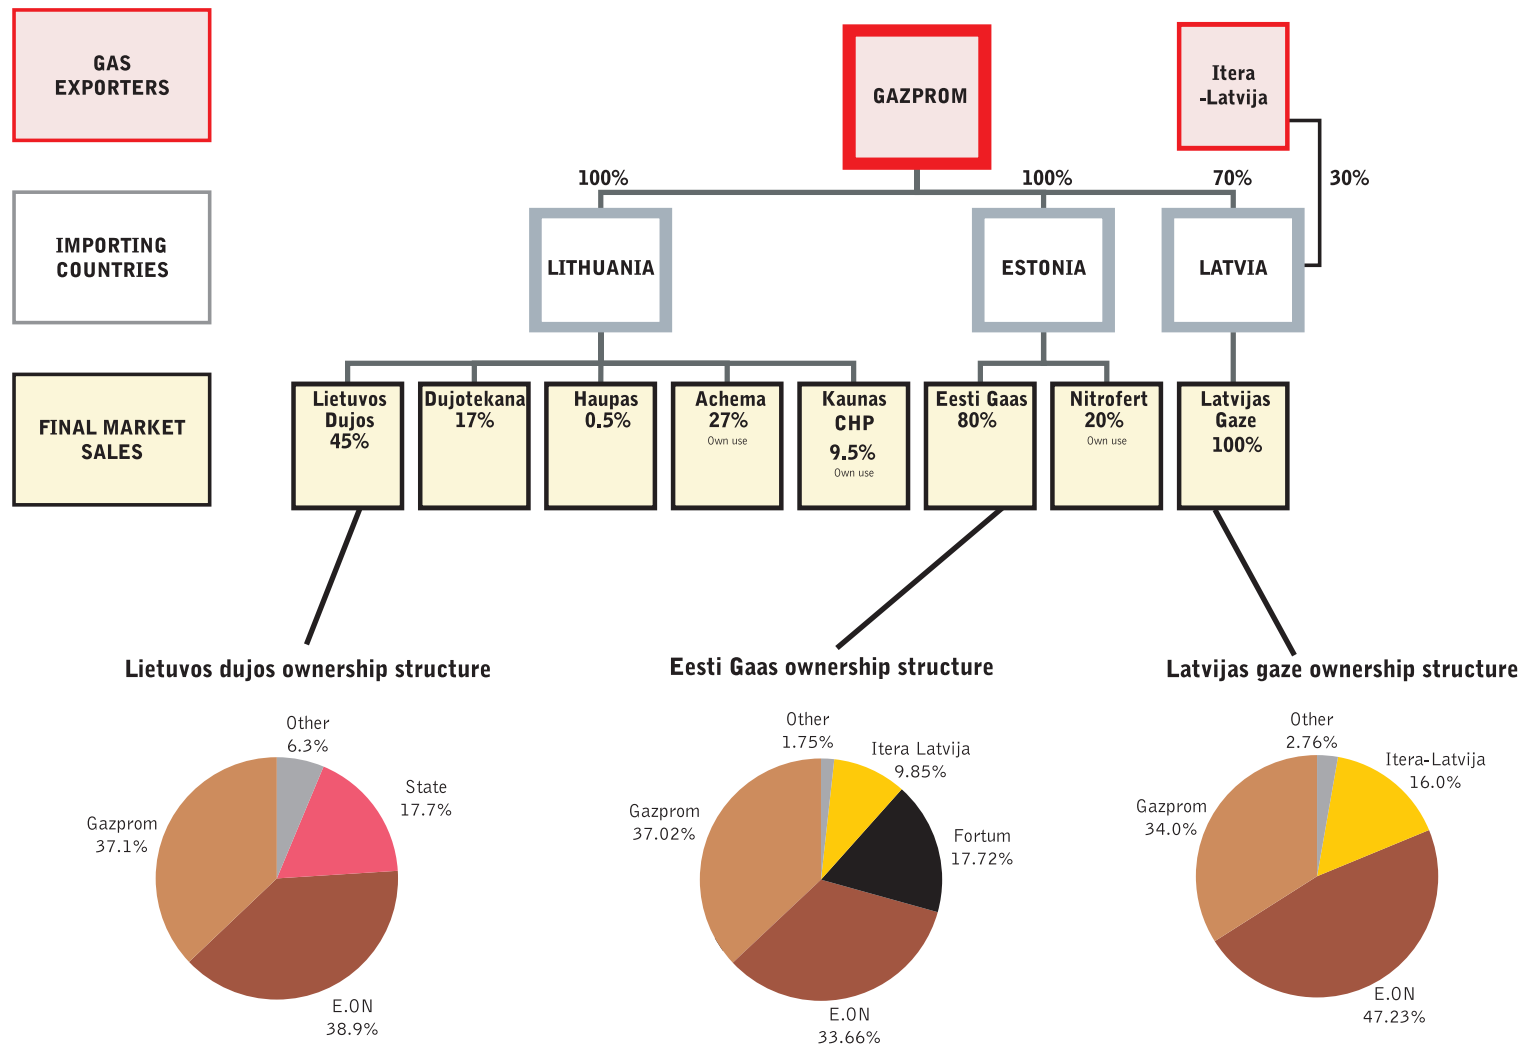 GAS
EXPORTERS
GAZPROM
Itera
-Latvija
100%
100%
70%
30%
IMPORTING
COUNTRIES
LITHUANIA
ESTONIA
LATVIA
FINAL MARKET
SALES
Lietuvos
Dujos
45%
Dujotekana
17%
Haupas
0.5%
Achema
27%
Own use
Kaunas
CHP
9.5%
Own use
Eesti Gaas
80%
Nitrofert
20%
Own use
Latvijas
Gaze
100%
Lietuvos dujos ownership structure
Other
6.3%
State
17.7%
Gazprom
37.1%
E.ON
38.9%
Eesti Gaas ownership structure
Other
1.75%
Itera Latvija
9.85%
Gazprom
37.02%
Fortum
17.72%
E.ON
33.66%
Latvijas gaze ownership structure
Other
2.76%
Itera-Latvija
16.0%
Gazprom
34.0%
E.ON
47.23%